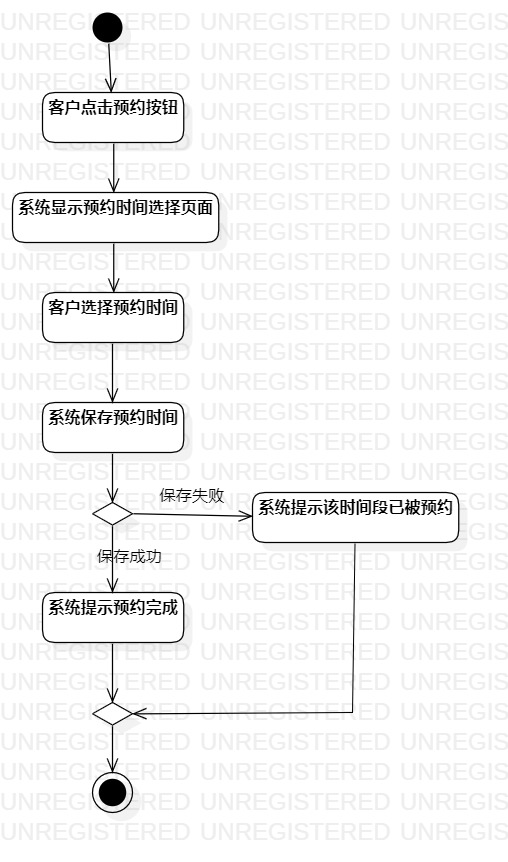 客户点击预约按钮
系统显示预约时间选择页面
客户选择预约时间
系统保存预约时间
保存失败
系统提示该时间段已被预约
保存成功
系统提示预约完成
UNREGISTERED UNREGISTERED UNREGIS